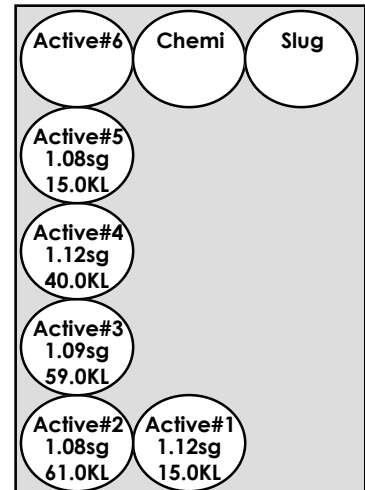 Active#6 Chemi Slug
Active#5
1.08sg
15.0KL
Active#4
1.12sg
40.0KL
Active#3
1.09sg
59.0KL
Active#2 Active#1
1.08sg 1.12sg
61.0KL 15.0KL